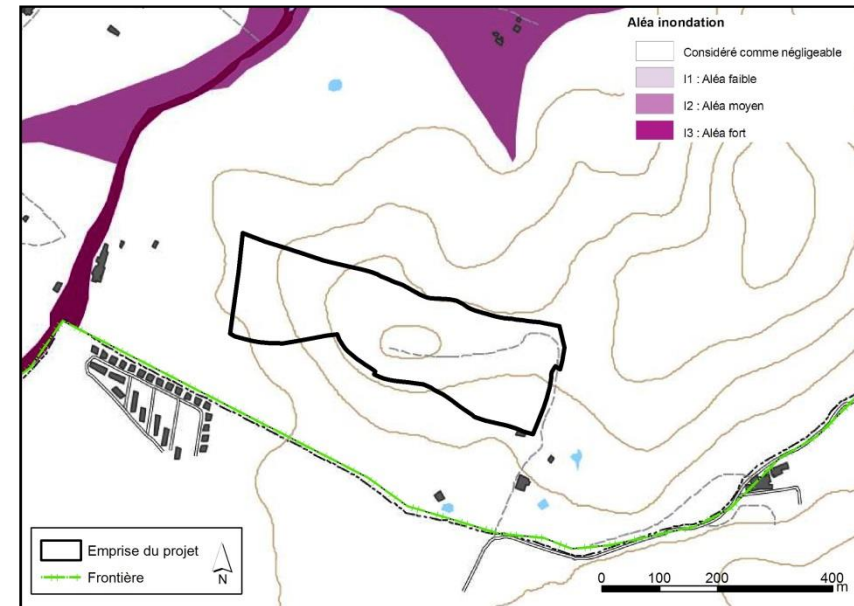 Aléa inondation
Considéré comme négligeable
I1 : Aléa faible
I2 : Aléa moyen
I3 : Aléa fort
Emprise du projet
Frontière
N
0 100 200 400
m